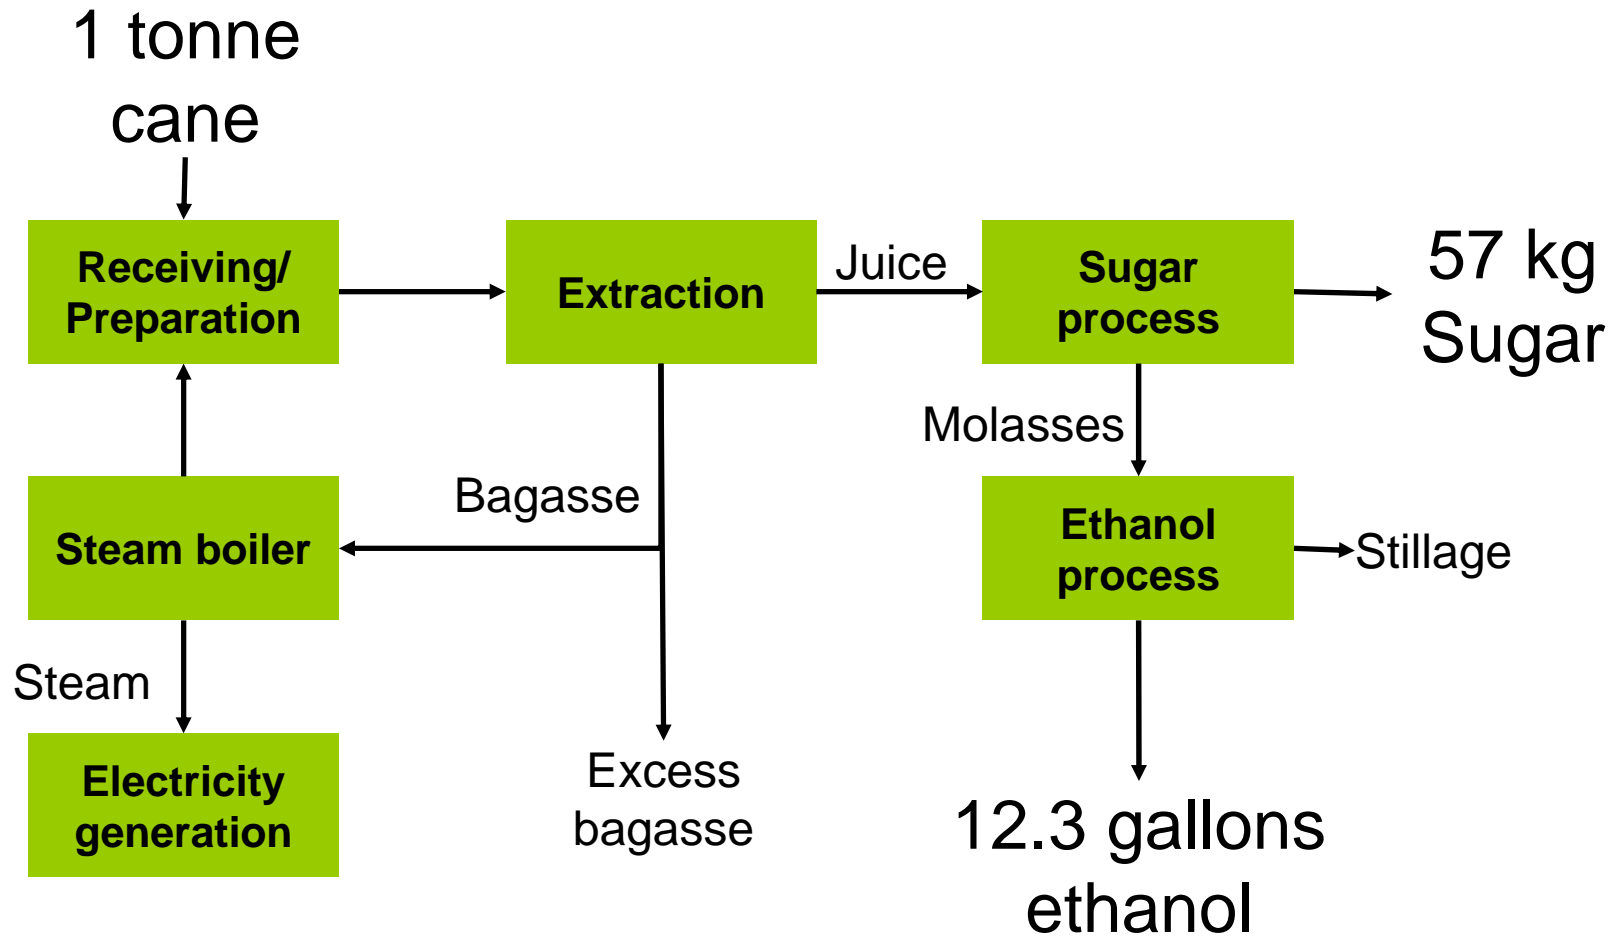 1 tonne
cane
Receiving/
Preparation
Extraction
Juice
Sugar
process
57 kg
Sugar
Molasses
Bagasse
Steam boiler
Ethanol
process
Stillage
Steam
Electricity
generation
Excess
bagasse
12.3 gallons
ethanol